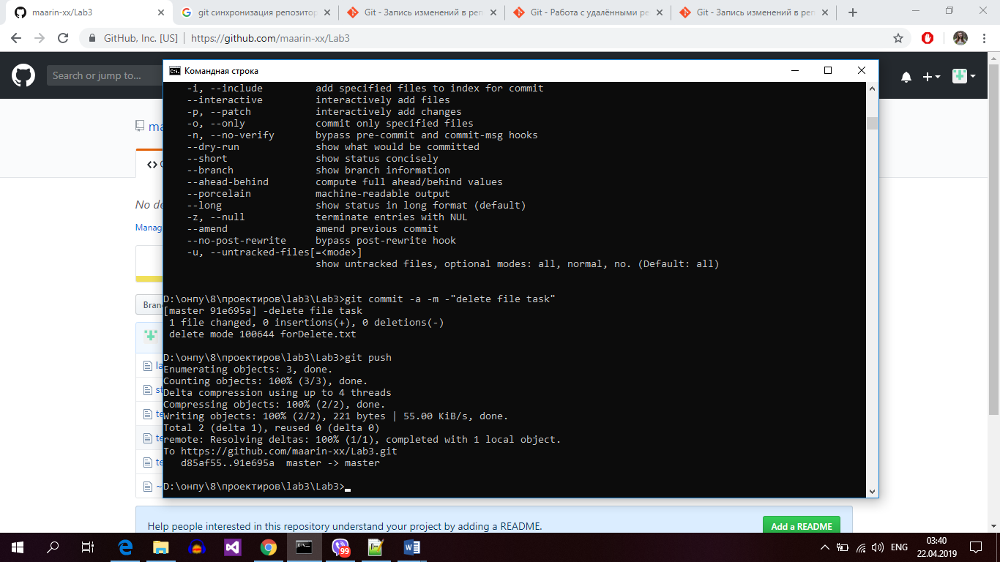 maarin-xx/Lab3
git синхронизация репозитор
Git - Запись изменений в реп
Git - Работа с удалёнными ре
Git - Запись изменений в реп
GitHub, Inc. [US] | https://github.com/maarin-xx/Lab3
Search or jump to...
Командная строка
-i, --include add specified files to index for commit
--interactive interactively add files
-p, --patch interactively add changes
-o, --only commit only specified files
-n, --no-verify bypass pre-commit and commit-msg hooks
--dry-run show what would be committed
--short show status concisely
--branch show branch information
--ahead-behind compute full ahead/behind values
--porcelain machine-readable output
--long show status in long format (default)
-z, --null terminate entries with NUL
--amend amend previous commit
--no-post-rewrite bypass post-rewrite hook
-u, --untracked-files[=<mode>]
show untracked files, optional modes: all, normal, no. (Default: all)
D:\онпу\8\проектиров\lab3\Lab3>git commit -a -m -"delete file task"
[master 91e695a] -delete file task
1 file changed, 0 insertions(+), 0 deletions(-)
delete mode 100644 forDelete.txt
D:\онпу\8\проектиров\lab3\Lab3>git push
Enumerating objects: 3, done.
Counting objects: 100% (3/3), done.
Delta compression using up to 4 threads
Compressing objects: 100% (2/2), done.
Writing objects: 100% (2/2), 221 bytes | 55.00 KiB/s, done.
Total 2 (delta 1), reused 0 (delta 0)
remote: Resolving deltas: 100% (1/1), completed with 1 local object.
To https://github.com/maarin-xx/Lab3.git
d85af55..91e695a master -> master
D:\онпу\8\проектиров\lab3\Lab3>
ma
No de
Manag
Bran
la
st
te
te
te
~
Help people interested in this repository understand your project by adding a README.
Add a README
99
ENG
03:40
22.04.2019